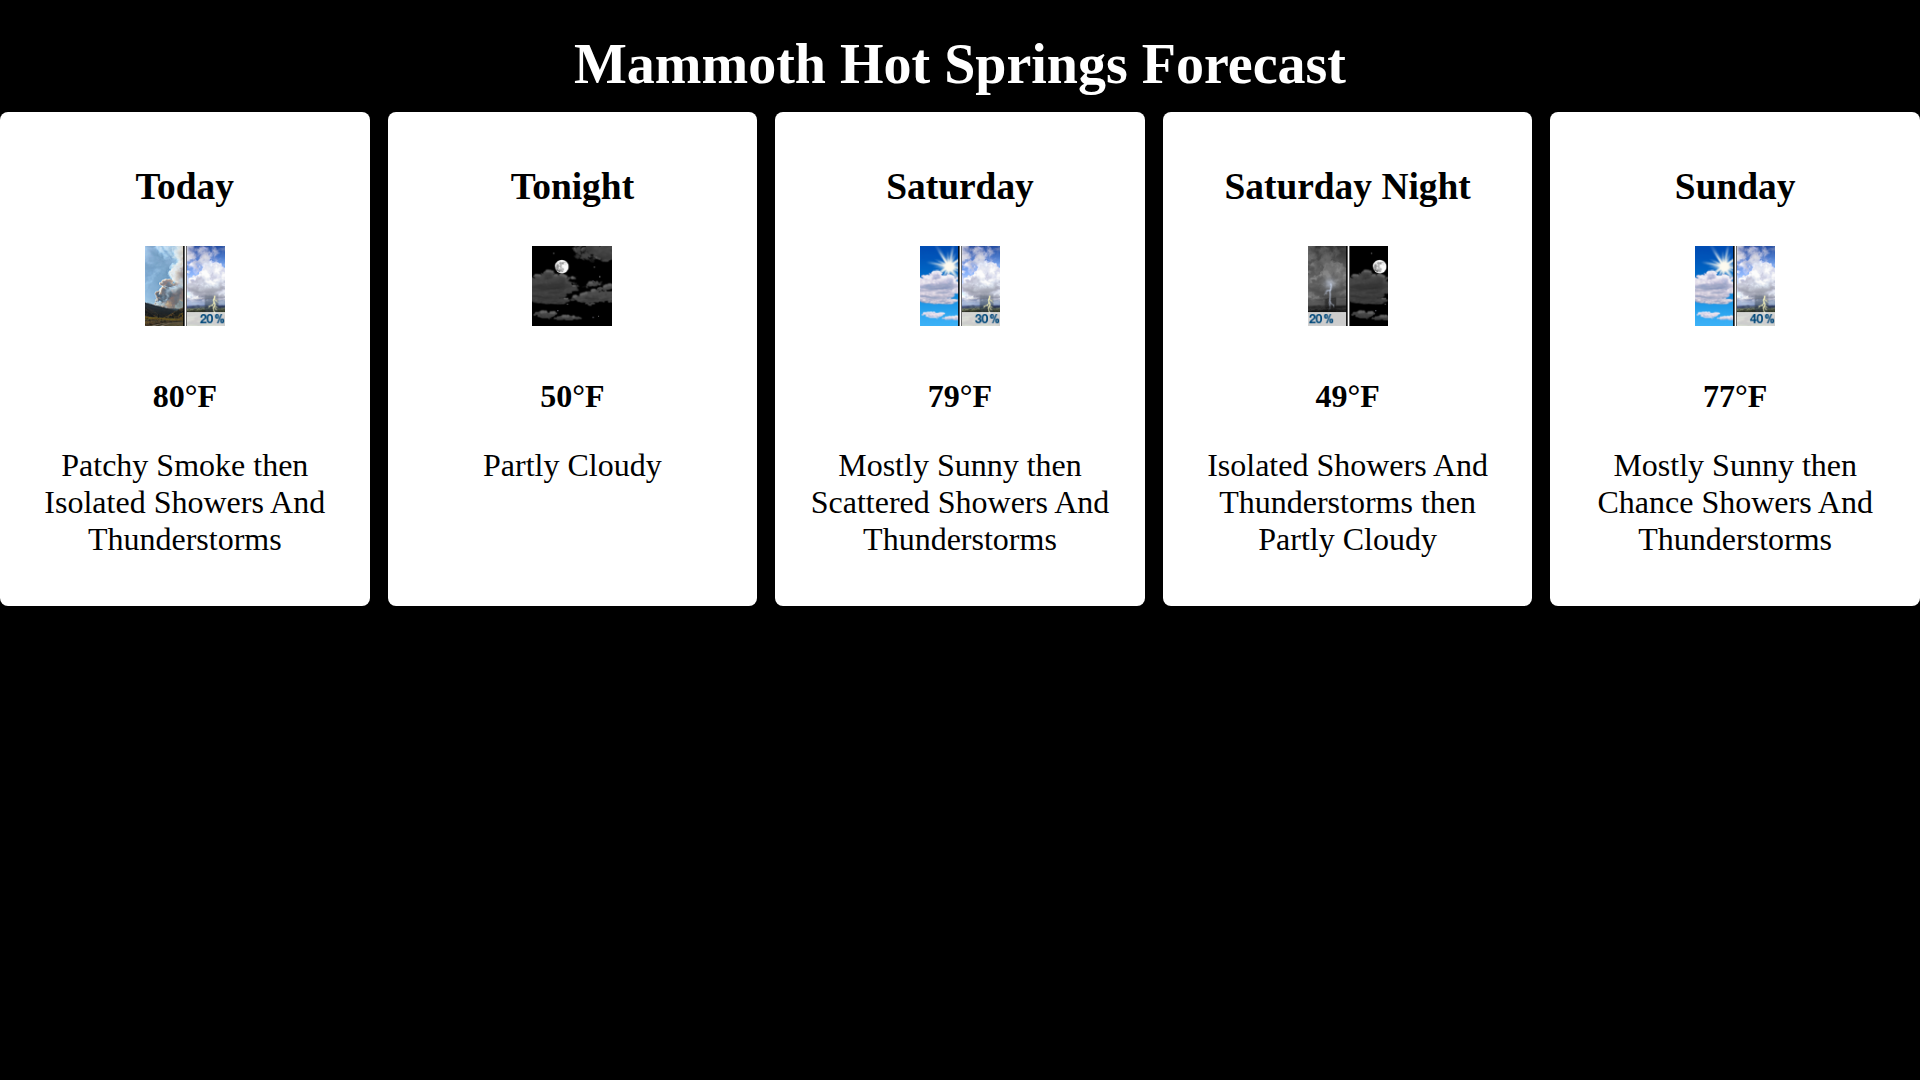 Mammoth Hot Springs Forecast
Today
20%
80°F
Patchy Smoke then
Isolated Showers And
Thunderstorms
Tonight
50°F
Partly Cloudy
Saturday
30%
79°F
Mostly Sunny then
Scattered Showers And
Thunderstorms
Saturday Night
20%
49°F
Isolated Showers And
Thunderstorms then
Partly Cloudy
Sunday
40%
77°F
Mostly Sunny then
Chance Showers And
Thunderstorms